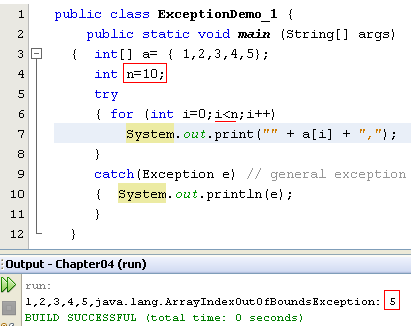 1 public class ExceptionDemo_1 {
2 public static void main (String[] args)
3 { int[] a= { 1,2,3,4,5};
4 int n=10;
5 try
6 { for (int i=0;i<n;i++)
7 System.out.print("" + a[i] + ",");
8 }
9 catch(Exception e) // general exception
10 { System.out.println(e);
11 }
12 }
Output - Chapter04 (run)
run:
1,2,3,4,5,java.lang.ArrayIndexOutOfBoundsException: 5
BUILD SUCCESSFUL (total time: 0 seconds)